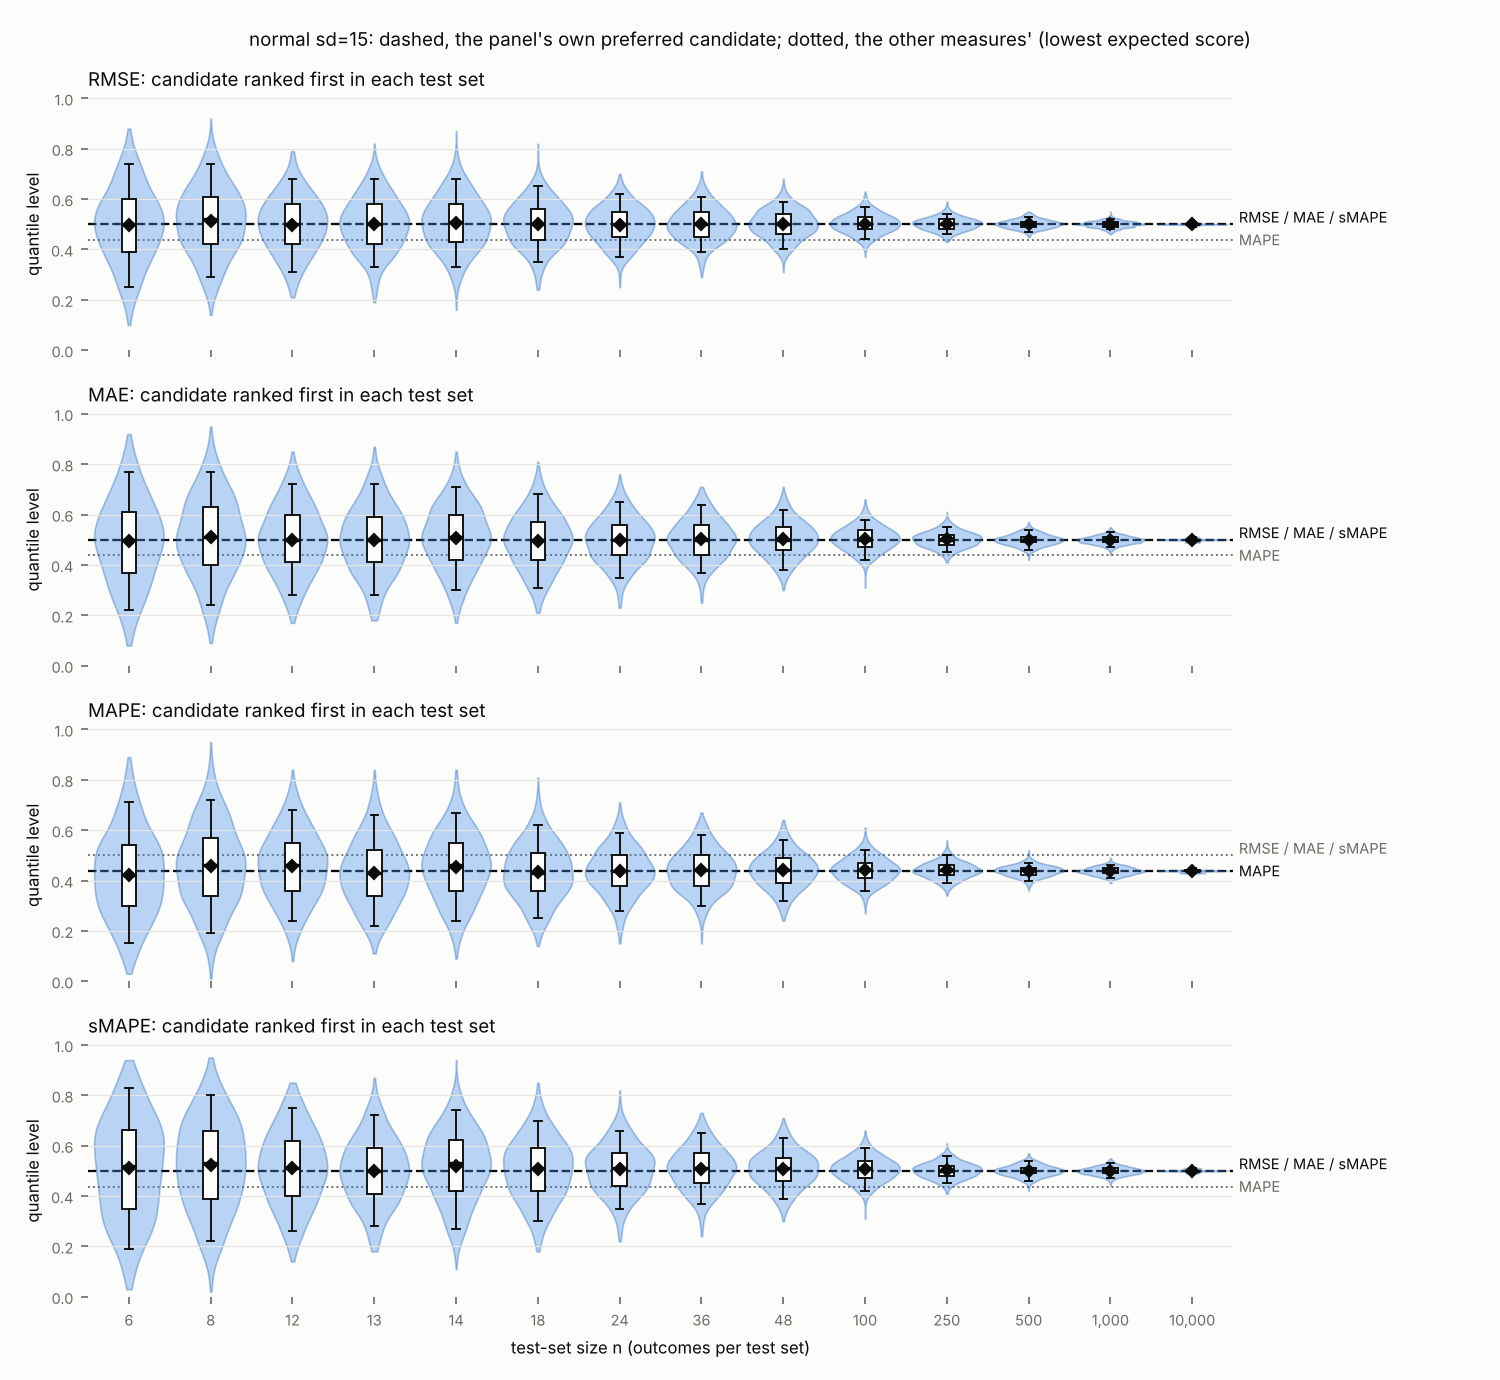 normal sd=15: dashed, the panel's own preferred candidate; dotted, the other measures' (lowest expected score)
RMSE: candidate ranked first in each test set
1.0
0.8
0.6
0.4
0.2
0.0
quantile level
RMSE / MAE / sMAPE
MAPE
MAE: candidate ranked first in each test set
1.0
0.8
0.6
0.4
0.2
0.0
quantile level
RMSE / MAE / sMAPE
MAPE
MAPE: candidate ranked first in each test set
1.0
0.8
0.6
0.4
0.2
0.0
quantile level
RMSE / MAE / sMAPE
MAPE
sMAPE: candidate ranked first in each test set
1.0
0.8
0.6
0.4
0.2
0.0
quantile level
RMSE / MAE / sMAPE
MAPE
6 8 12 13 14 18 24 36 48 100 250 500 1,000 10,000
test-set size n (outcomes per test set)